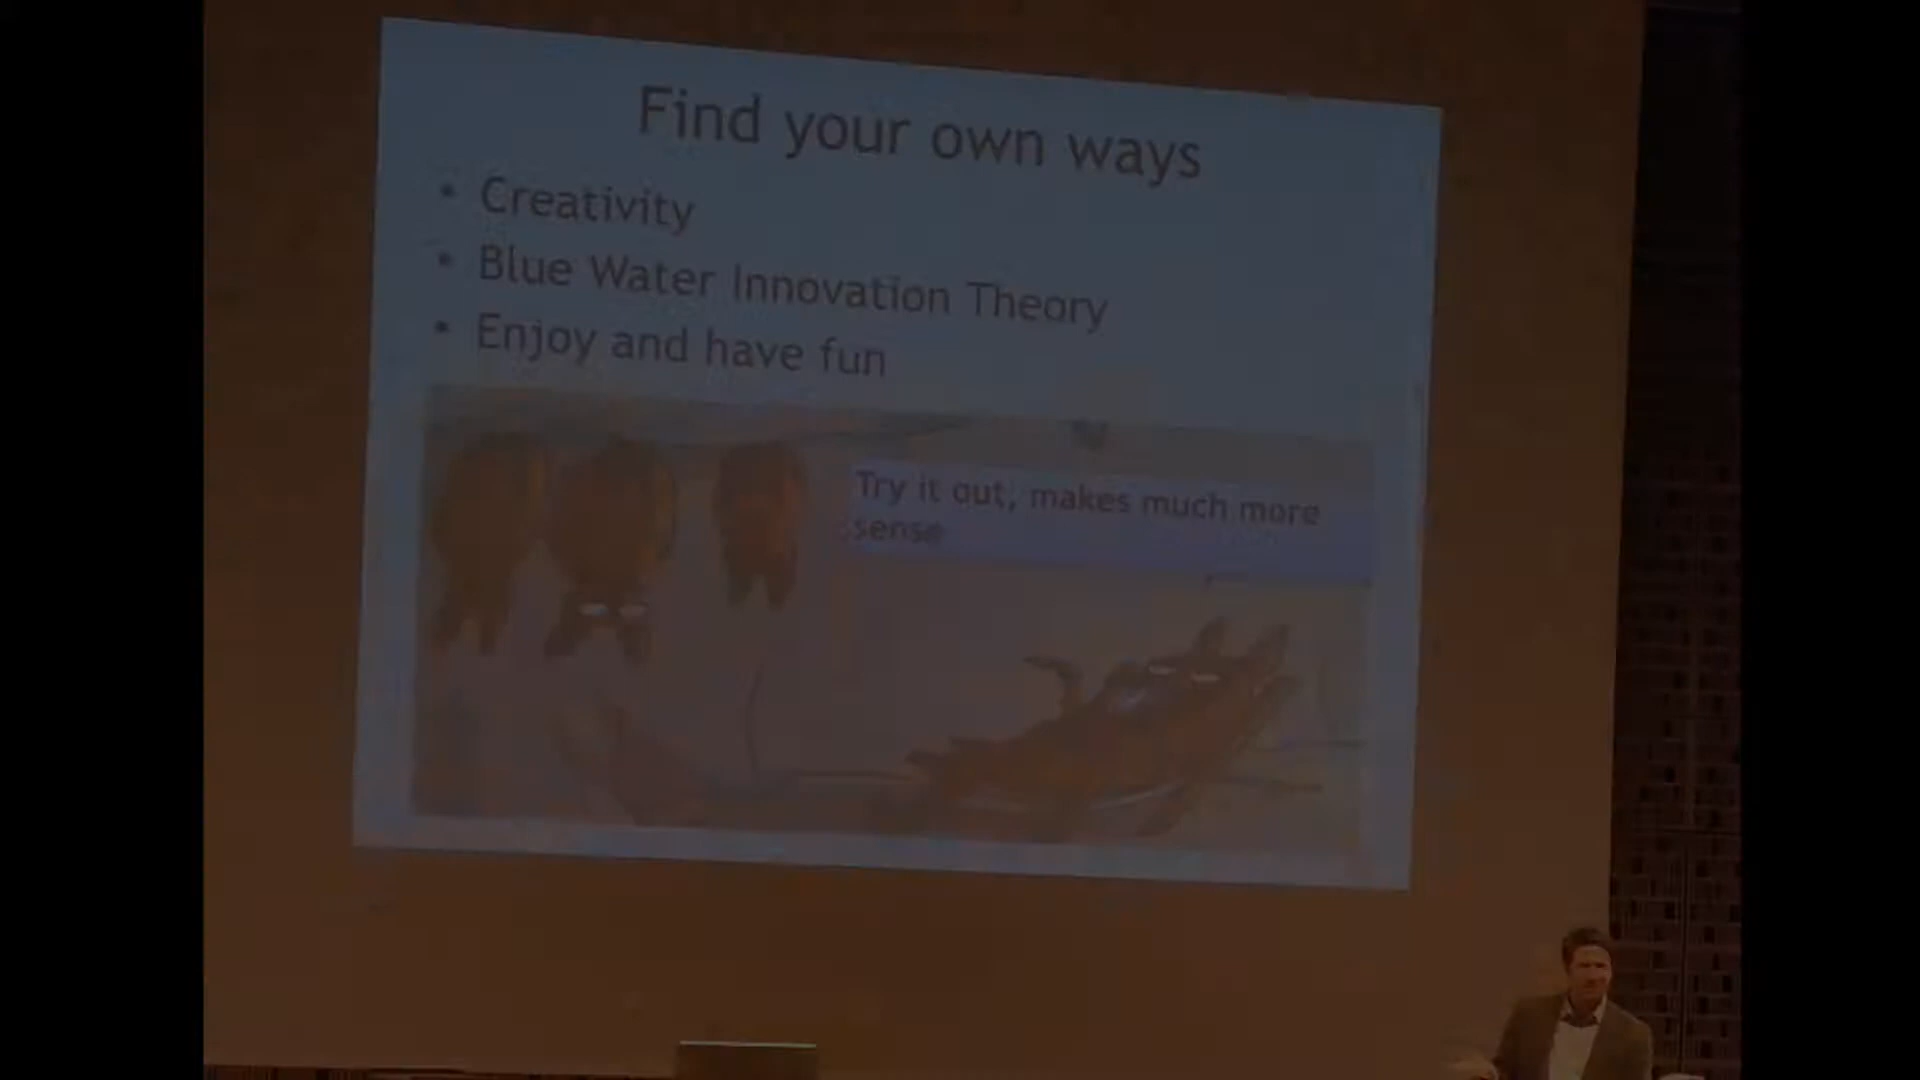 Find your own ways
• Creativity
• Blue Water Innovation Theory
• Enjoy and have fun
Try it out, makes much more
sense